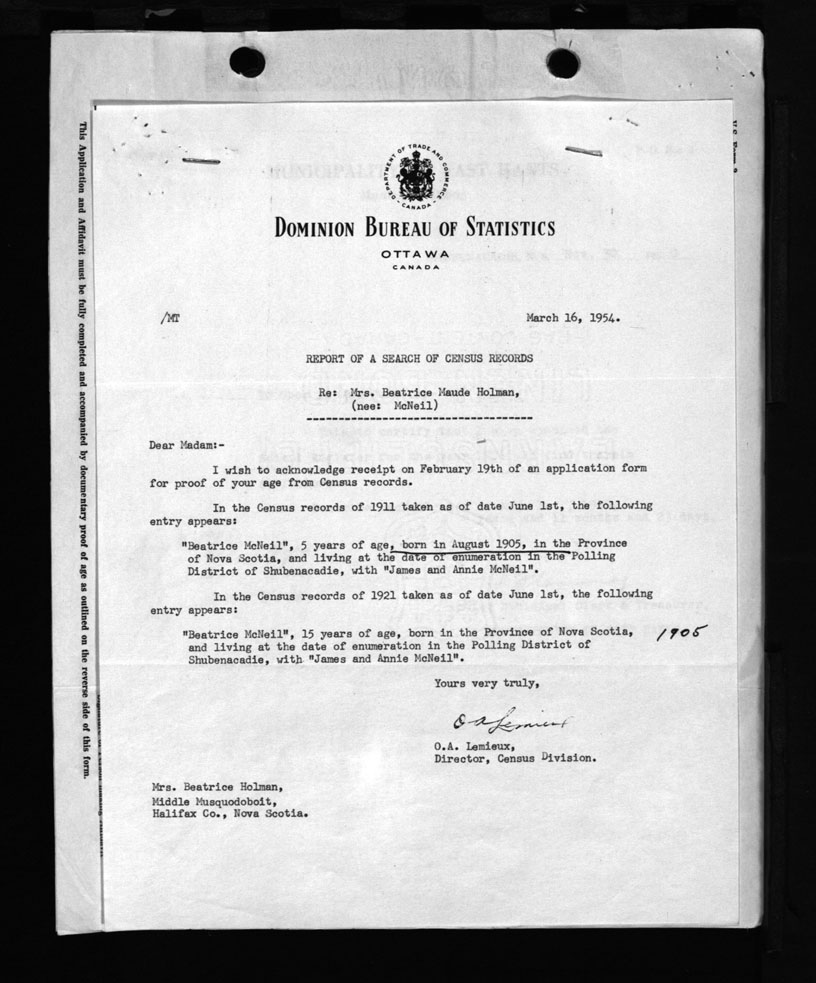 This Application and Affidavit must be fully completed and accompanied by documentary proof of age as outlined on the reverse side of this form.
DEPARTMENT OF TRADE AND COMMERCE
- CANADA -
DOMINION BUREAU OF STATISTICS
OTTAWA
CANADA
/MT March 16, 1954.
REPORT OF A SEARCH OF CENSUS RECORDS
Re: Mrs. Beatrice Maude Holman,
(nee: McNeil)
Dear Madam:-
I wish to acknowledge receipt on February 19th of an application form
for proof of your age from Census records.
In the Census records of 1911 taken as of date June 1st, the following
entry appears:
"Beatrice McNeil", 5 years of age, born in August 1905, in the Province
of Nova Scotia, and living at the date of enumeration in the Polling
District of Shubenacadie, with "James and Annie McNeil".
In the Census records of 1921 taken as of date June 1st, the following
entry appears:
"Beatrice McNeil", 15 years of age, born in the Province of Nova Scotia, 1905
and living at the date of enumeration in the Polling District of
Shubenacadie, with "James and Annie McNeil".
Yours very truly,
O A Lemieux
O.A. Lemieux,
Director, Census Division.
Mrs. Beatrice Holman,
Middle Musquodoboit,
Halifax Co., Nova Scotia.